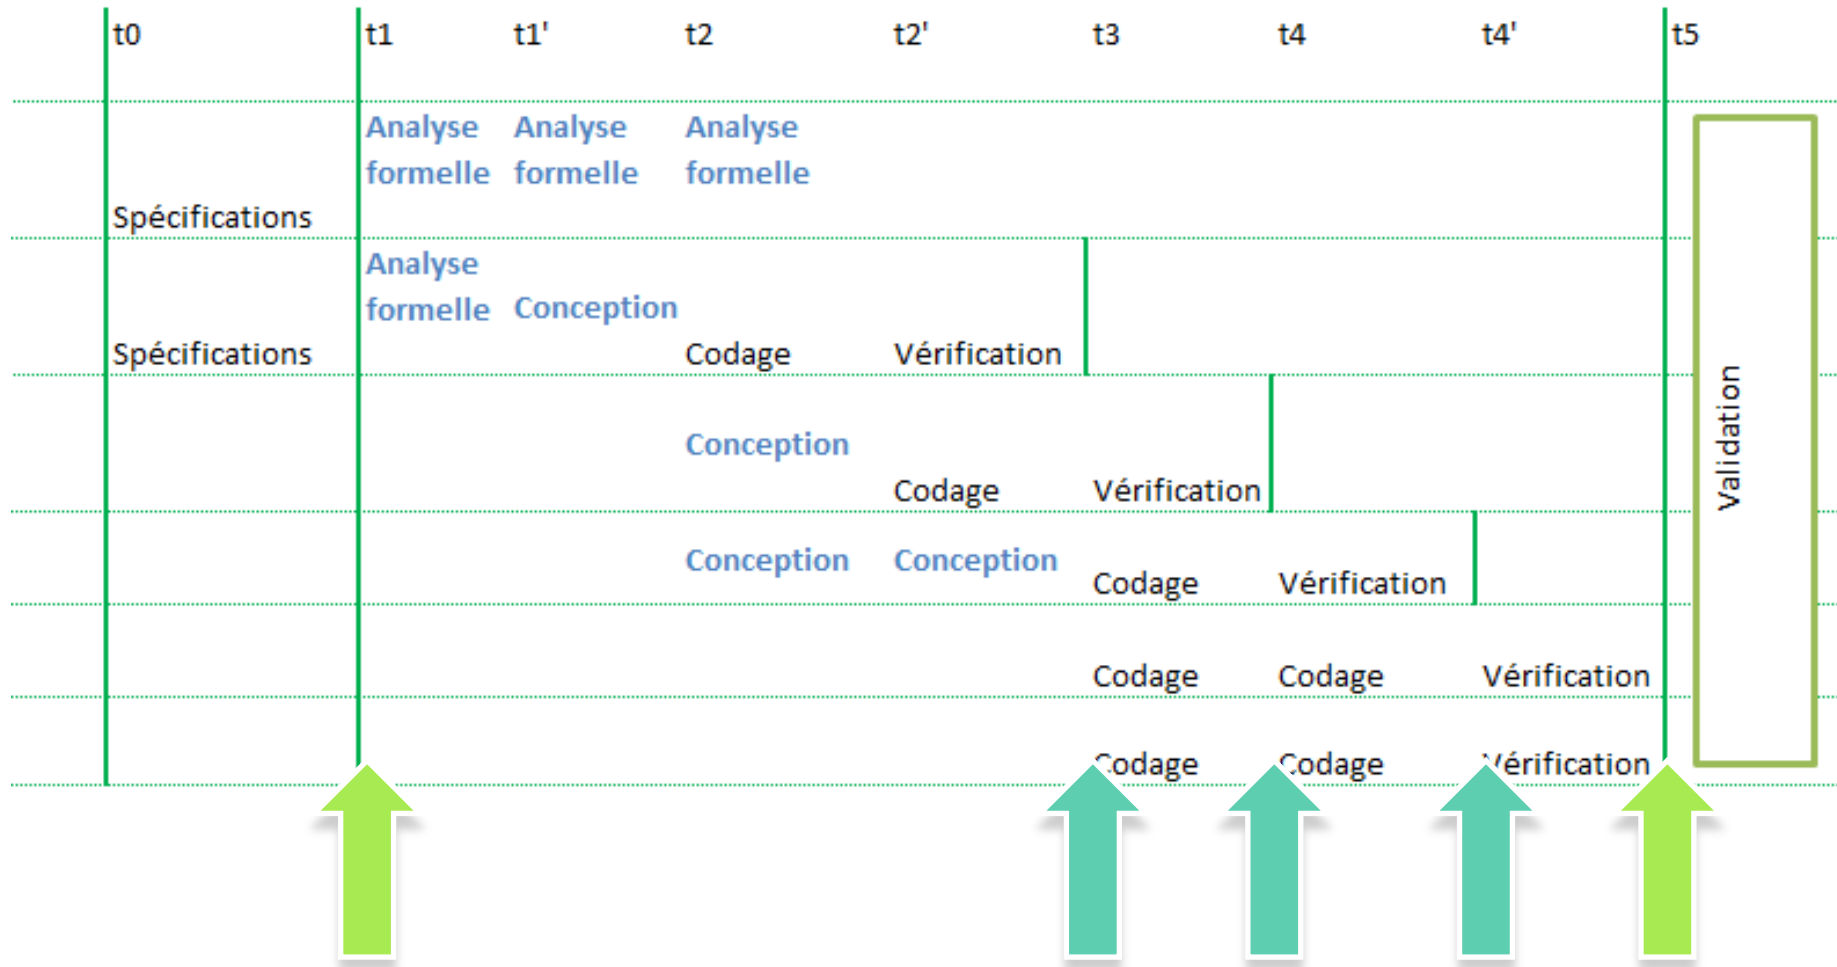 t0 t1 t1' t2 t2' t3 t4 t4' t5
Analyse Analyse Analyse
formelle formelle formelle
Spécifications
Analyse
formelle Conception
Spécifications Codage Vérification
Conception
Codage Vérification
Conception Conception
Codage Vérification
Codage Codage Vérification
Codage Codage Vérification
Validation